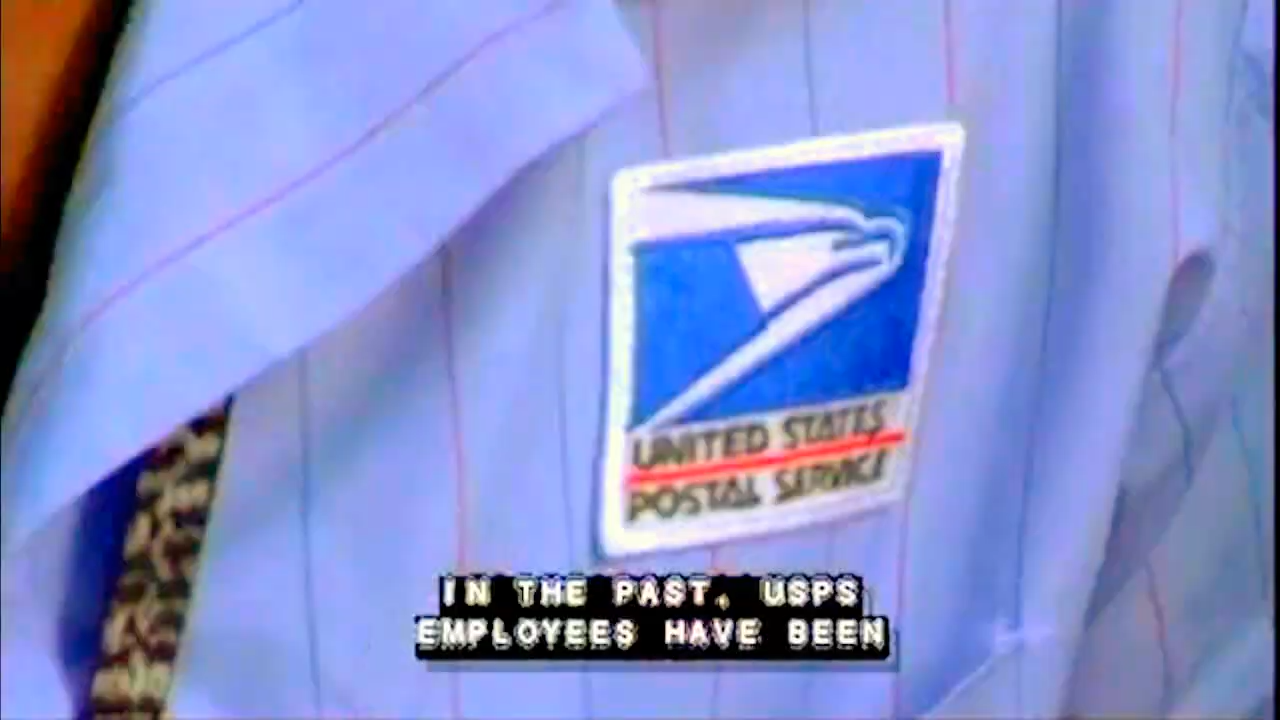 UNITED STATES
POSTAL SERVICE
IN THE PAST, USPS
EMPLOYEES HAVE BEEN